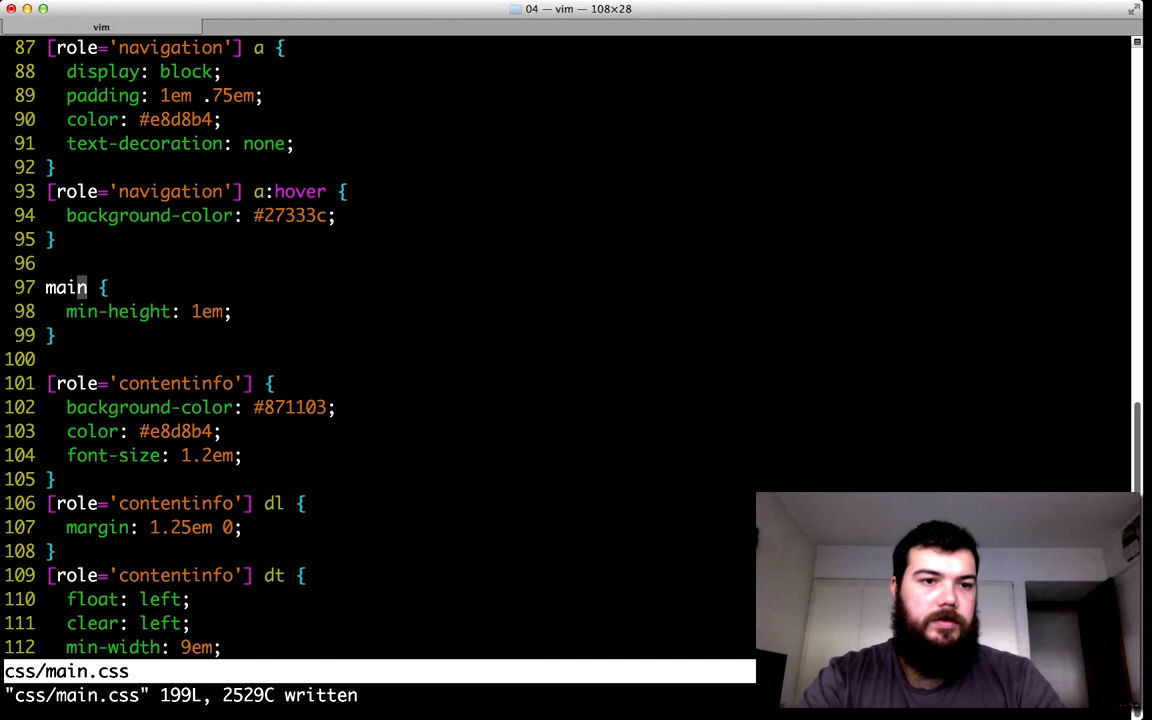 04 — vim — 108×28
vim
87 [role='navigation'] a {
88   display: block;
89   padding: 1em .75em;
90   color: #e8d8b4;
91   text-decoration: none;
92 }
93 [role='navigation'] a:hover {
94   background-color: #27333c;
95 }
96
97 main {
98   min-height: 1em;
99 }
100
101 [role='contentinfo'] {
102   background-color: #871103;
103   color: #e8d8b4;
104   font-size: 1.2em;
105 }
106 [role='contentinfo'] dl {
107   margin: 1.25em 0;
108 }
109 [role='contentinfo'] dt {
110   float: left;
111   clear: left;
112   min-width: 9em;
css/main.css
"css/main.css" 199L, 2529C written